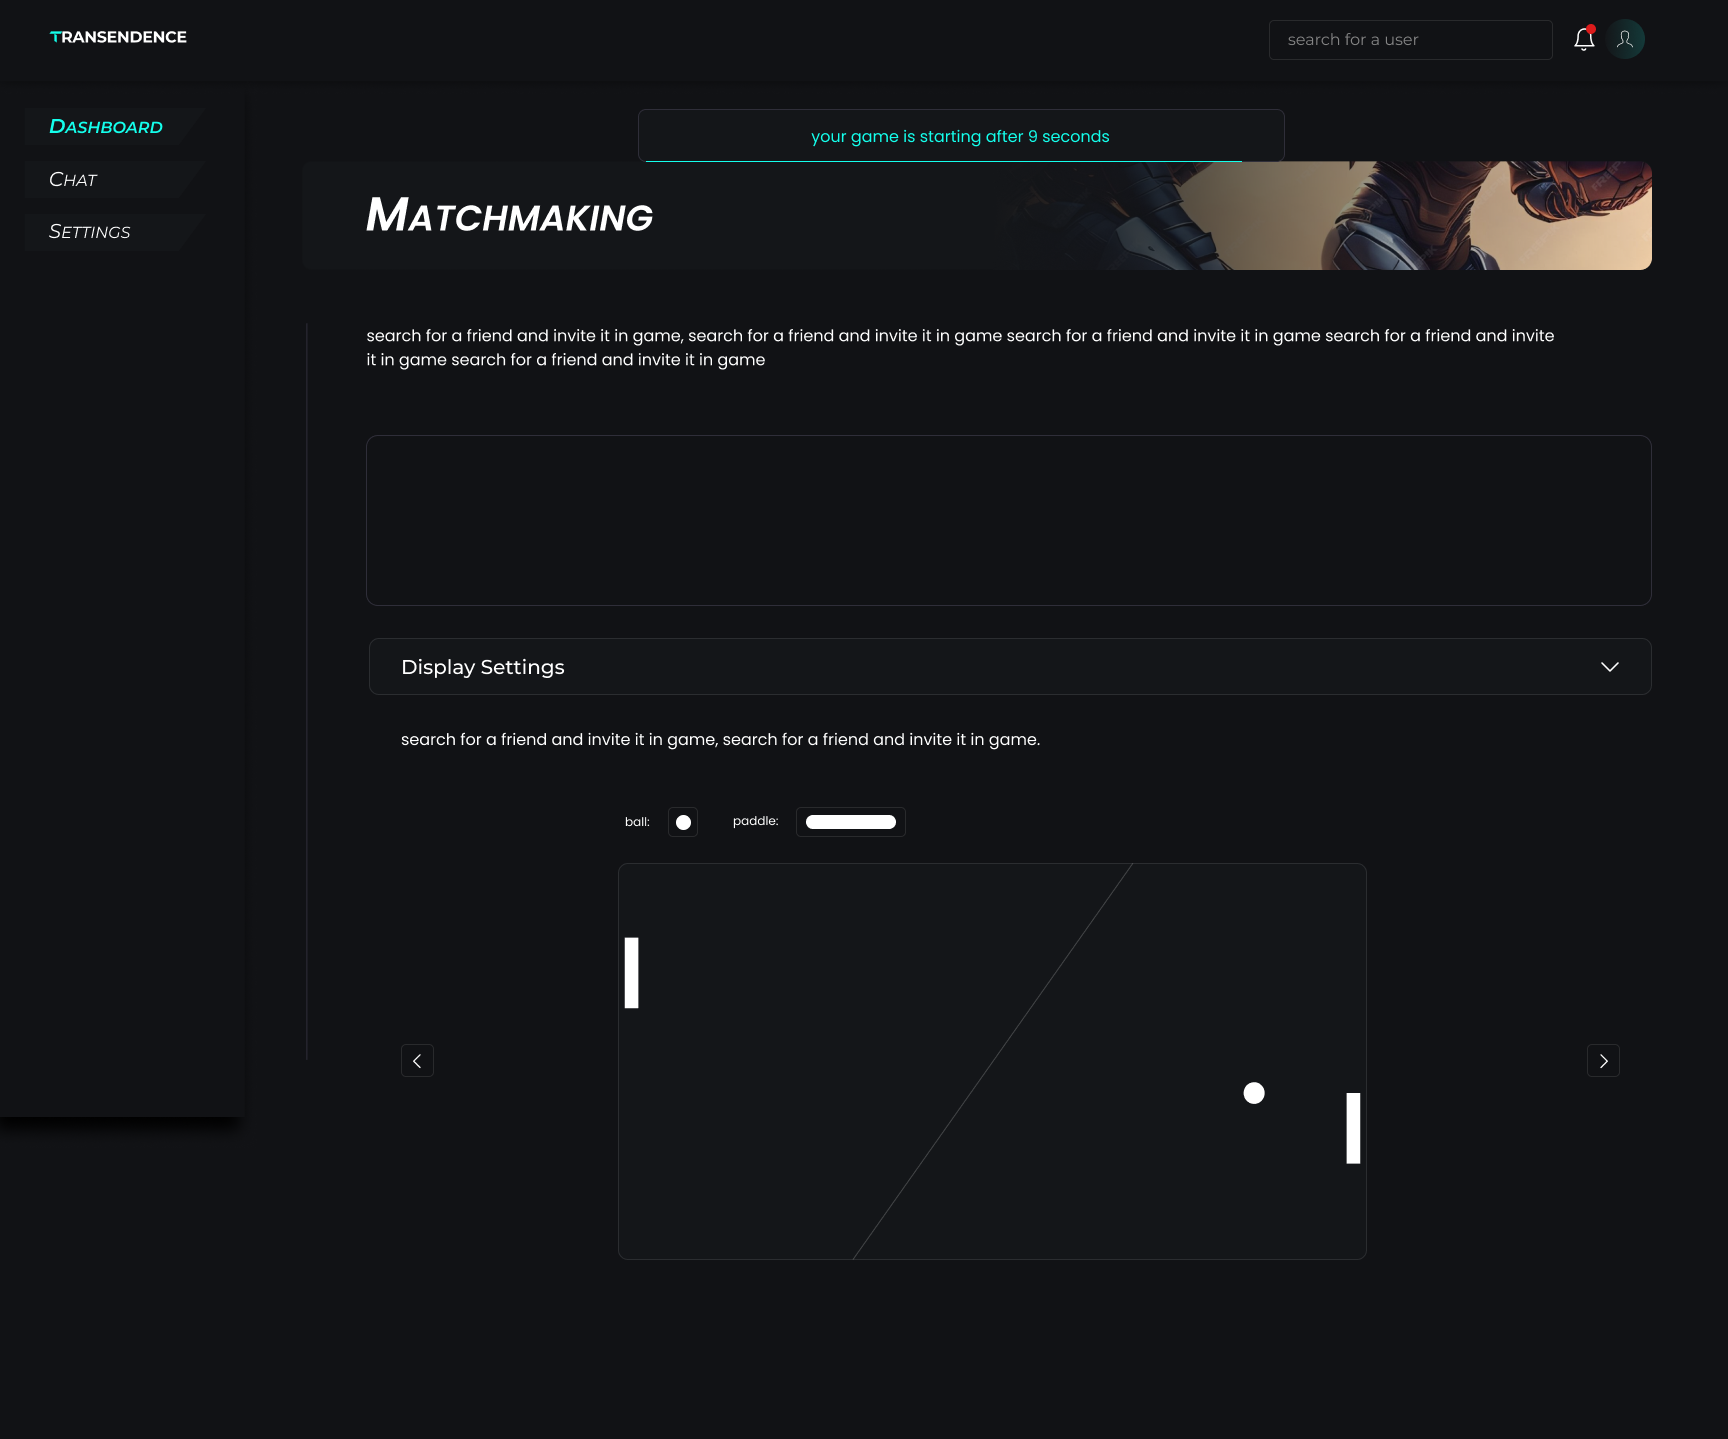 TRANSENDENCE
search for a user
DASHBOARD
CHAT
SETTINGS
your game is starting after 9 seconds
MATCHMAKING
search for a friend and invite it in game, search for a friend and invite it in game search for a friend and invite it in game search for a friend and invite
it in game search for a friend and invite it in game
Display Settings
search for a friend and invite it in game, search for a friend and invite it in game.
ball:
paddle: